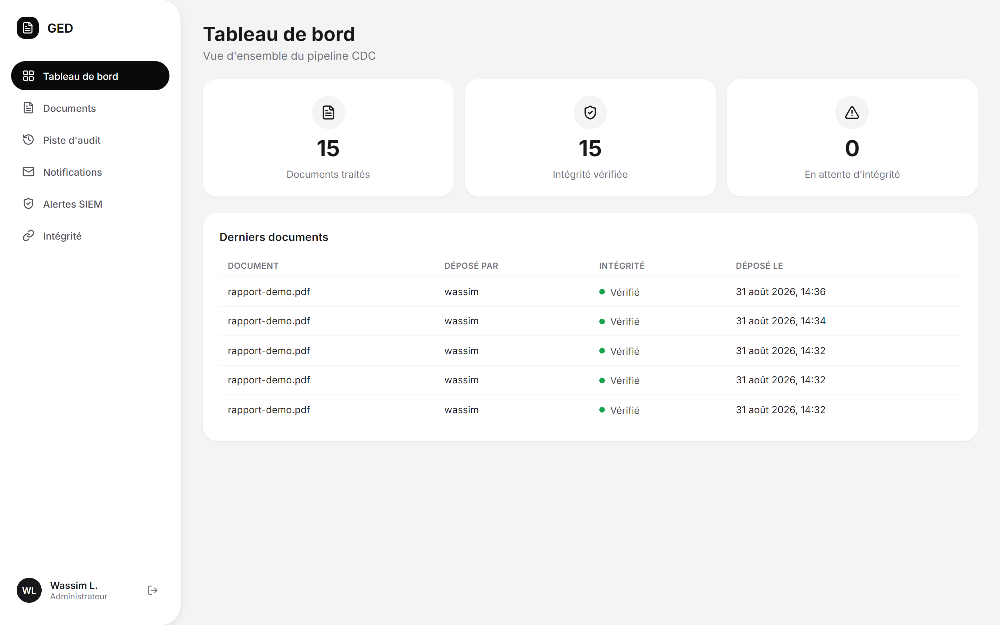 GED
Tableau de bord
Documents
Piste d'audit
Notifications
Alertes SIEM
Intégrité
WL
Wassim L.
Administrateur
Tableau de bord
Vue d'ensemble du pipeline CDC
15
Documents traités
15
Intégrité vérifiée
0
En attente d'intégrité
Derniers documents
DOCUMENT DÉPOSÉ PAR INTÉGRITÉ DÉPOSÉ LE
rapport-demo.pdf wassim Vérifié 31 août 2026, 14:36
rapport-demo.pdf wassim Vérifié 31 août 2026, 14:34
rapport-demo.pdf wassim Vérifié 31 août 2026, 14:32
rapport-demo.pdf wassim Vérifié 31 août 2026, 14:32
rapport-demo.pdf wassim Vérifié 31 août 2026, 14:32